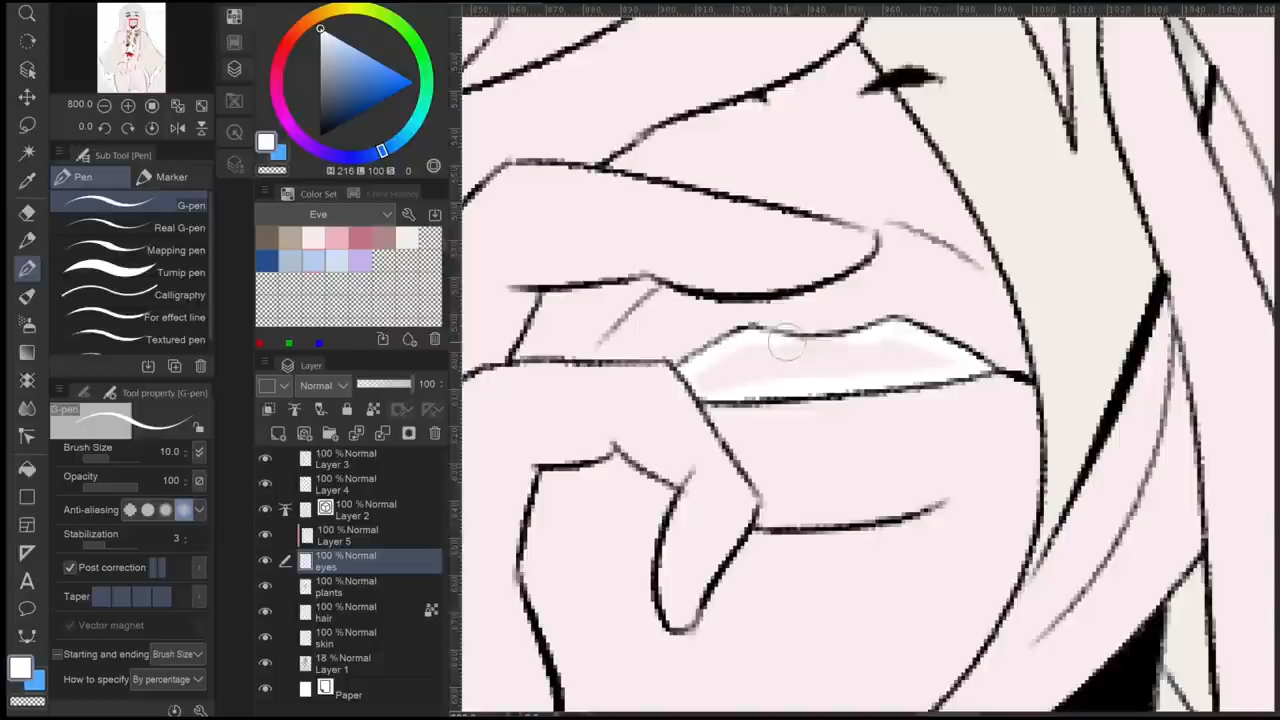 800.0
0.0
Sub Tool [Pen]
Pen
Marker
G-pen
Real G-pen
Mapping pen
Turnip pen
Calligraphy
For effect line
Textured pen
Tool property [G-pen]
G-pen
Brush Size 10.0
Opacity 100
Anti-aliasing
Stabilization 3
Post correction
Taper
Vector magnet
Starting and ending Brush Size
How to specify By percentage
H 216 L 100 S 0
Color Set
Color History
Eve
Layer
Normal 100
100 %Normal
Layer 3
100 %Normal
Layer 4
100 %Normal
Layer 2
100 %Normal
Layer 5
100 %Normal
eyes
100 %Normal
plants
100 %Normal
hair
100 %Normal
skin
18 %Normal
Layer 1
Paper